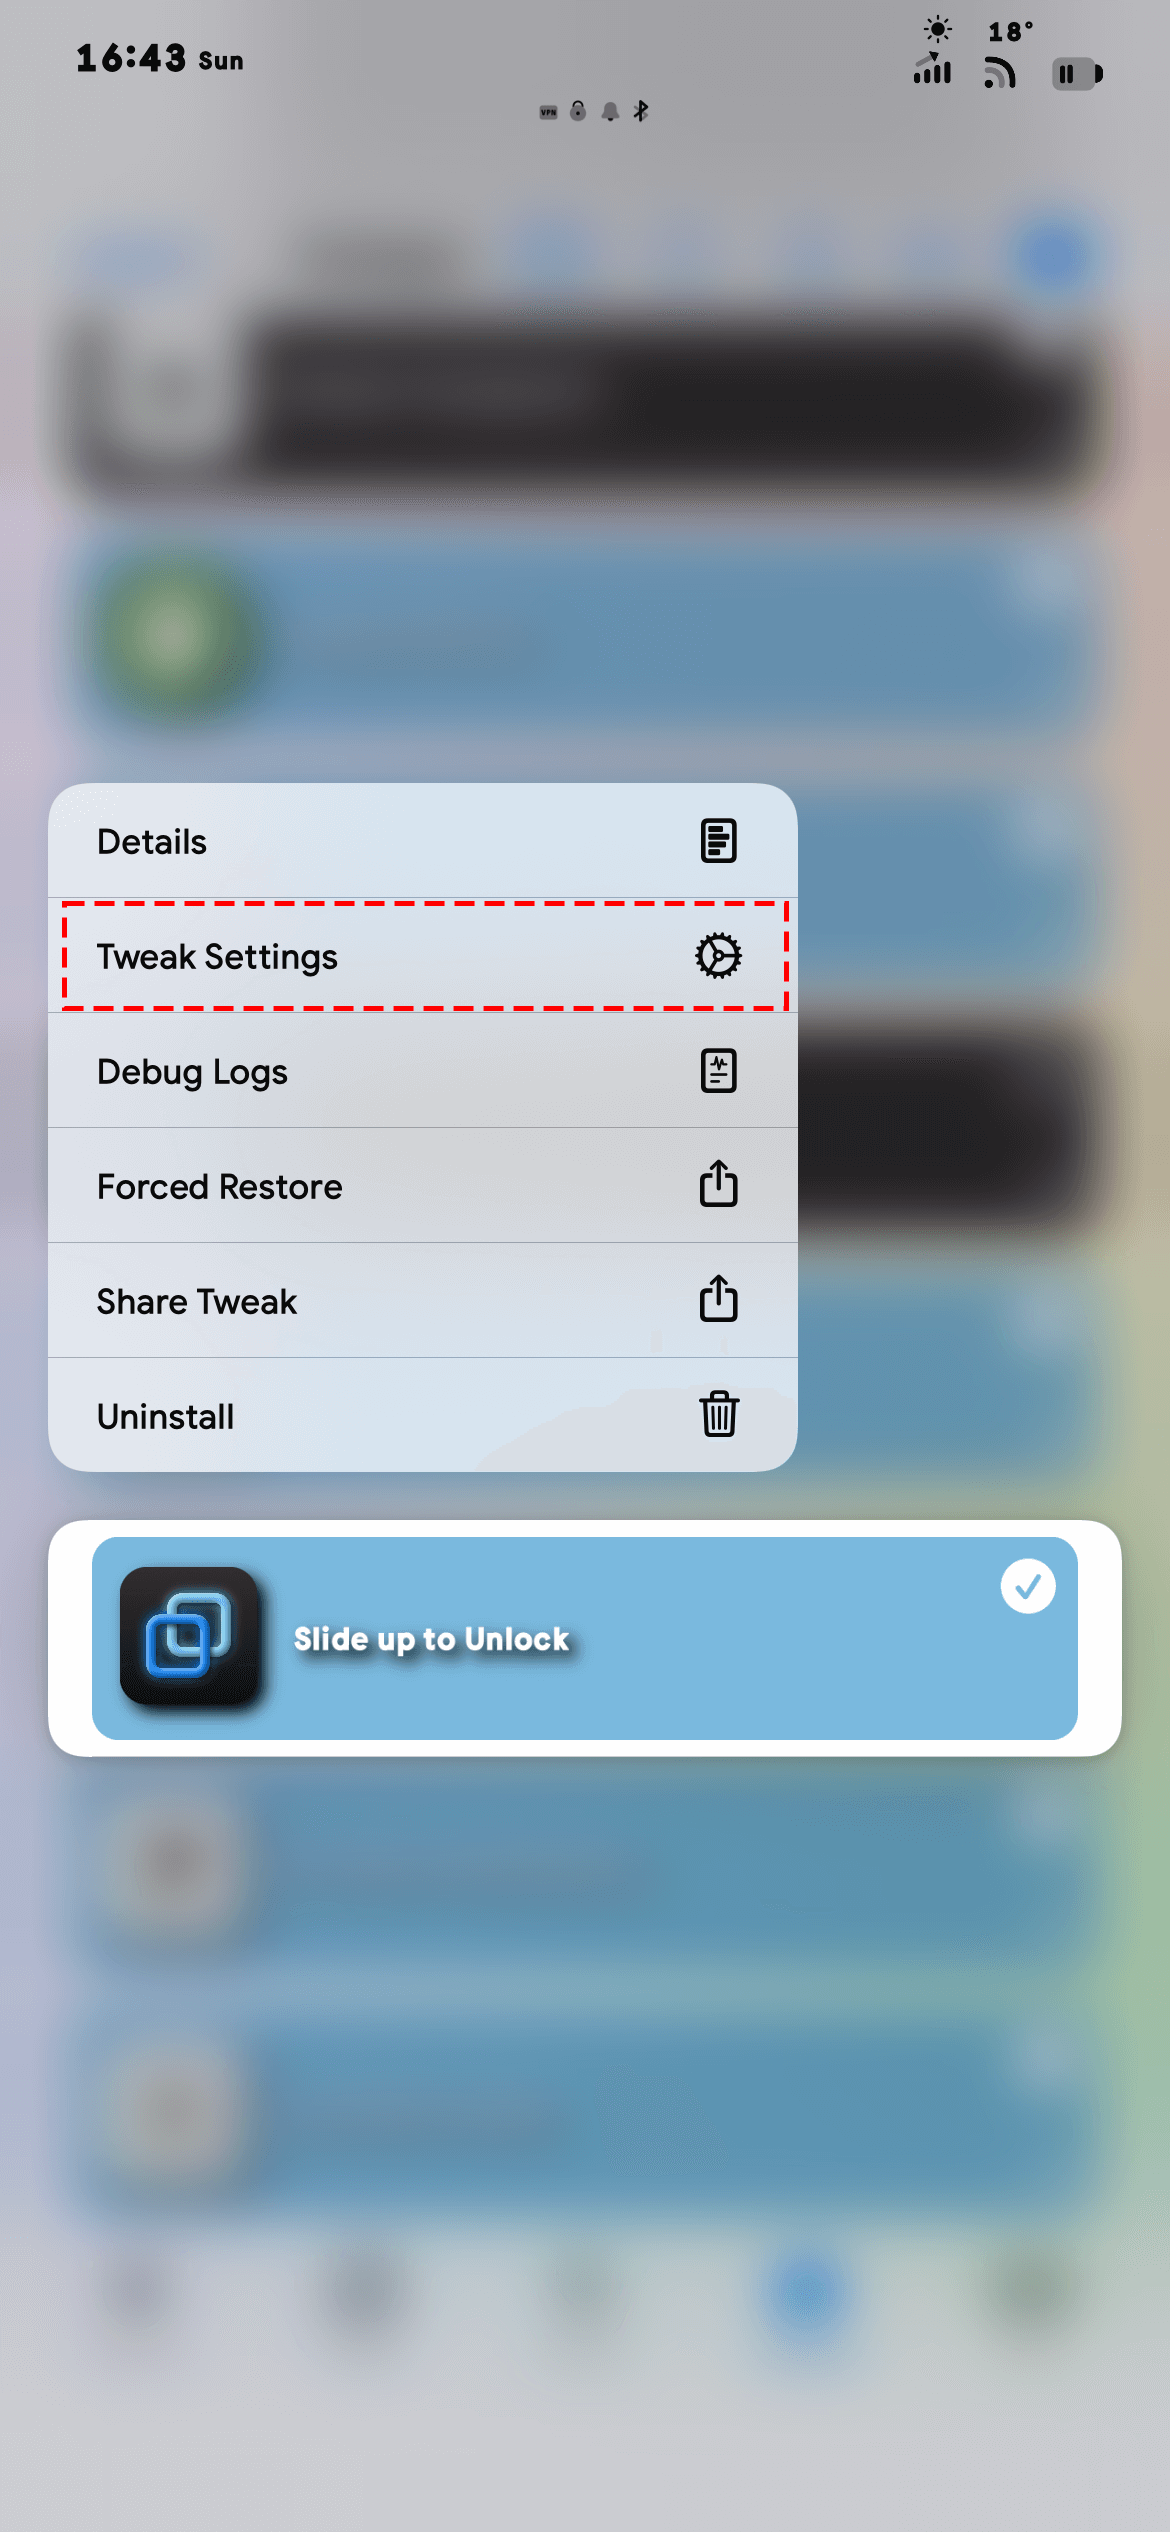 16:43 Sun
18°
VPN
Details
Tweak Settings
Debug Logs
Forced Restore
Share Tweak
Uninstall
Slide up to Unlock